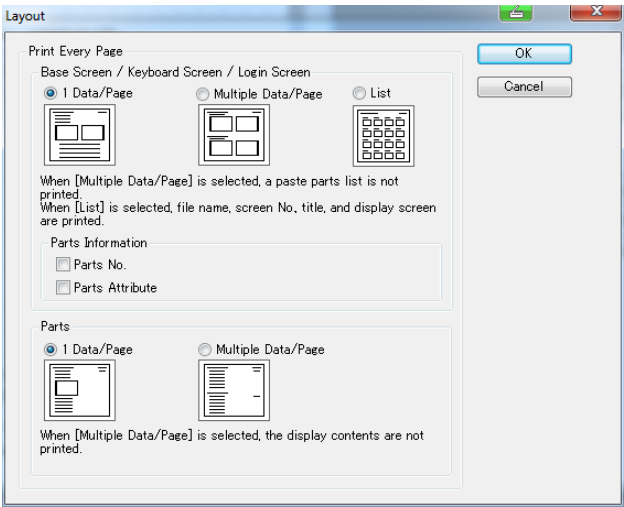 Layout
Print Every Page
OK
Base Screen / Keyboard Screen / Login Screen
Cancel
1 Data/Page
Multiple Data/Page
List
When [Multiple Data/Page] is selected, a paste parts list is not
printed.
When [List] is selected, file name, screen No., title, and display screen
are printed.
Parts Information
Parts No.
Parts Attribute
Parts
1 Data/Page
Multiple Data/Page
When [Multiple Data/Page] is selected, the display contents are not
printed.